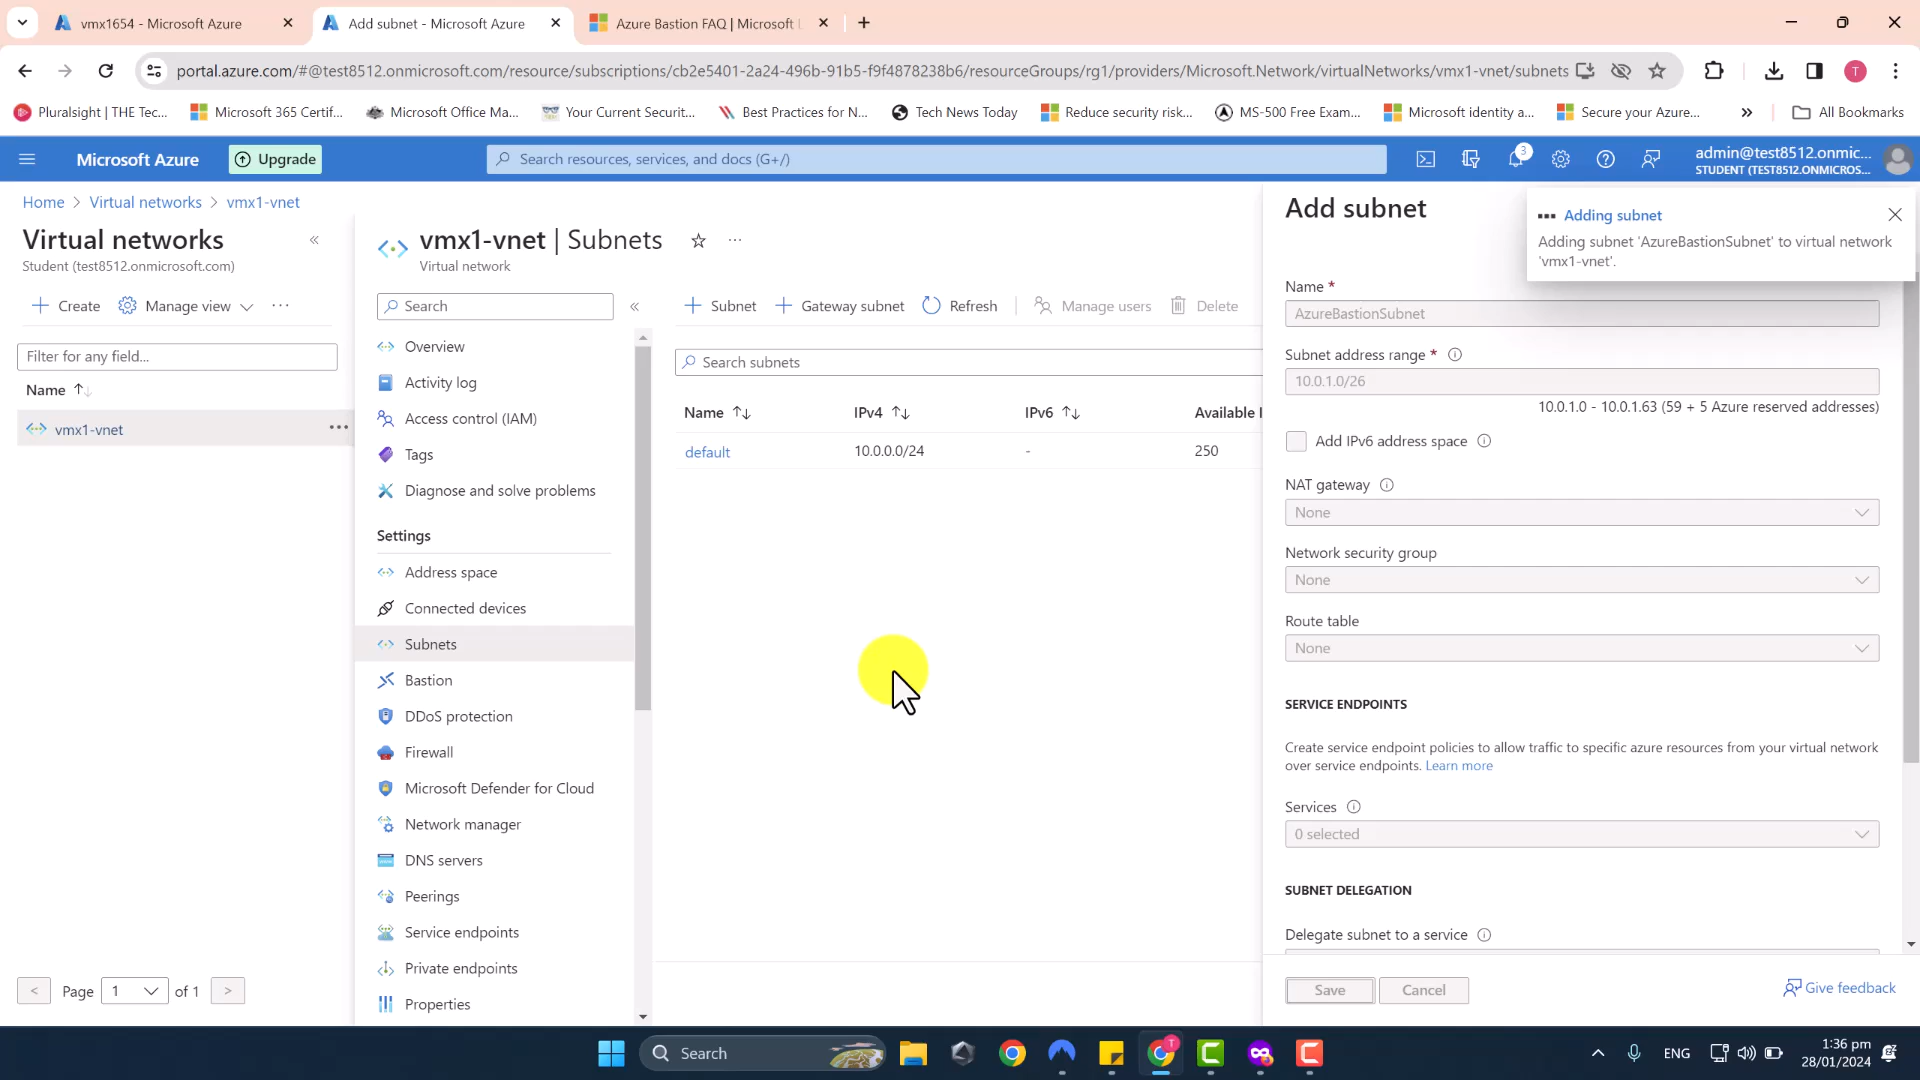 vmx1654 - Microsoft Azure
Add subnet - Microsoft Azure
Azure Bastion FAQ | Microsoft
portal.azure.com/#@test8512.onmicrosoft.com/resource/subscriptions/cb2e5401-2a24-496b-91b5-f9f4878238b6/resourceGroups/rg1/providers/Microsoft.Network/virtualNetworks/vmx1-vnet/subnets
T
Pluralsight | THE Tec...
Microsoft 365 Certif...
Microsoft Office Ma...
Your Current Securit...
Best Practices for N...
Tech News Today
Reduce security risk...
MS-500 Free Exam...
Microsoft identity a...
Secure your Azure...
»
All Bookmarks
Microsoft Azure
Upgrade
Search resources, services, and docs (G+/)
3
admin@test8512.onmic...
STUDENT (TEST8512.ONMICROS...
Home > Virtual networks > vmx1-vnet
Virtual networks
Student (test8512.onmicrosoft.com)
Create
Manage view
Filter for any field...
Name
vmx1-vnet
< Page 1 of 1 >
vmx1-vnet | Subnets
Virtual network
Search
Overview
Activity log
Access control (IAM)
Tags
Diagnose and solve problems
Settings
Address space
Connected devices
Subnets
Bastion
DDoS protection
Firewall
Microsoft Defender for Cloud
Network manager
DNS servers
Peerings
Service endpoints
Private endpoints
Properties
Subnet
Gateway subnet
Refresh
Manage users
Delete
Search subnets
Name IPv4 IPv6 Available I
default 10.0.0.0/24 - 250
Add subnet
Adding subnet
Adding subnet 'AzureBastionSubnet' to virtual network
'vmx1-vnet'.
Name *
AzureBastionSubnet
Subnet address range *
10.0.1.0/26
10.0.1.0 - 10.0.1.63 (59 + 5 Azure reserved addresses)
Add IPv6 address space
NAT gateway
None
Network security group
None
Route table
None
SERVICE ENDPOINTS
Create service endpoint policies to allow traffic to specific azure resources from your virtual network
over service endpoints. Learn more
Services
0 selected
SUBNET DELEGATION
Delegate subnet to a service
Save
Cancel
Give feedback
Search
T
ENG
1:36 pm
28/01/2024